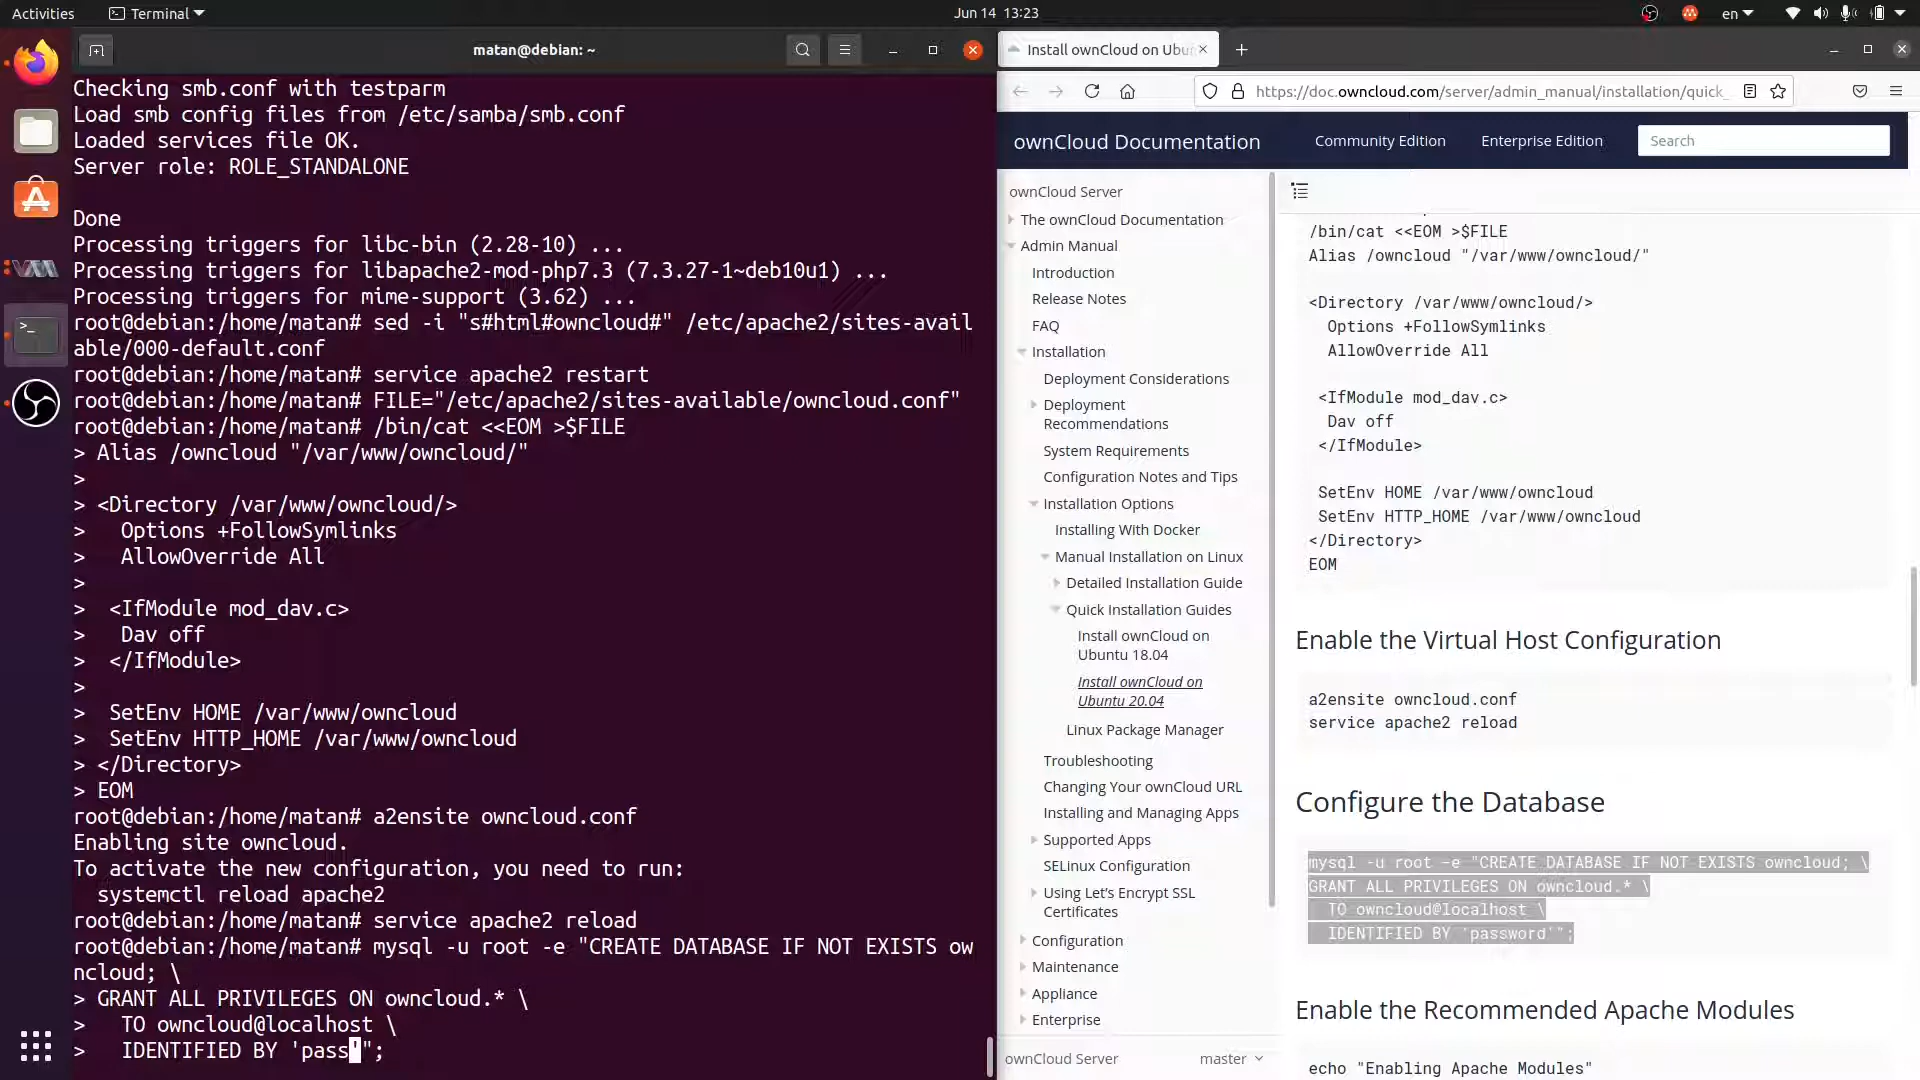 Activities
Terminal
Jun 14 13:23
en
matan@debian: ~
Checking smb.conf with testparm
Load smb config files from /etc/samba/smb.conf
Loaded services file OK.
Server role: ROLE_STANDALONE
Done
Processing triggers for libc-bin (2.28-10) ...
Processing triggers for libapache2-mod-php7.3 (7.3.27-1~deb10u1) ...
Processing triggers for mime-support (3.62) ...
root@debian:/home/matan# sed -i "s#html#owncloud#" /etc/apache2/sites-avail
able/000-default.conf
root@debian:/home/matan# service apache2 restart
root@debian:/home/matan# FILE="/etc/apache2/sites-available/owncloud.conf"
root@debian:/home/matan# /bin/cat <<EOM >$FILE
> Alias /owncloud "/var/www/owncloud/"
>
> <Directory /var/www/owncloud/>
>   Options +FollowSymlinks
>   AllowOverride All
>
>  <IfModule mod_dav.c>
>   Dav off
>  </IfModule>
>
>  SetEnv HOME /var/www/owncloud
>  SetEnv HTTP_HOME /var/www/owncloud
> </Directory>
> EOM
root@debian:/home/matan# a2ensite owncloud.conf
Enabling site owncloud.
To activate the new configuration, you need to run:
  systemctl reload apache2
root@debian:/home/matan# service apache2 reload
root@debian:/home/matan# mysql -u root -e "CREATE DATABASE IF NOT EXISTS ow
ncloud; \
> GRANT ALL PRIVILEGES ON owncloud.* \
>   TO owncloud@localhost \
>   IDENTIFIED BY 'pass'";
Install ownCloud on Ubu
https://doc.owncloud.com/server/admin_manual/installation/quick_
ownCloud Documentation
Community Edition
Enterprise Edition
Search
ownCloud Server
The ownCloud Documentation
Admin Manual
Introduction
Release Notes
FAQ
Installation
Deployment Considerations
Deployment
Recommendations
System Requirements
Configuration Notes and Tips
Installation Options
Installing With Docker
Manual Installation on Linux
Detailed Installation Guide
Quick Installation Guides
Install ownCloud on
Ubuntu 18.04
Install ownCloud on
Ubuntu 20.04
Linux Package Manager
Troubleshooting
Changing Your ownCloud URL
Installing and Managing Apps
Supported Apps
SELinux Configuration
Using Let's Encrypt SSL
Certificates
Configuration
Maintenance
Appliance
Enterprise
ownCloud Server
master
/bin/cat <<EOM >$FILE
Alias /owncloud "/var/www/owncloud/"
<Directory /var/www/owncloud/>
  Options +FollowSymlinks
  AllowOverride All
 <IfModule mod_dav.c>
  Dav off
 </IfModule>
 SetEnv HOME /var/www/owncloud
 SetEnv HTTP_HOME /var/www/owncloud
</Directory>
EOM
Enable the Virtual Host Configuration
a2ensite owncloud.conf
service apache2 reload
Configure the Database
mysql -u root -e "CREATE DATABASE IF NOT EXISTS owncloud; \
GRANT ALL PRIVILEGES ON owncloud.* \
  TO owncloud@localhost \
  IDENTIFIED BY 'password'";
Enable the Recommended Apache Modules
echo "Enabling Apache Modules"